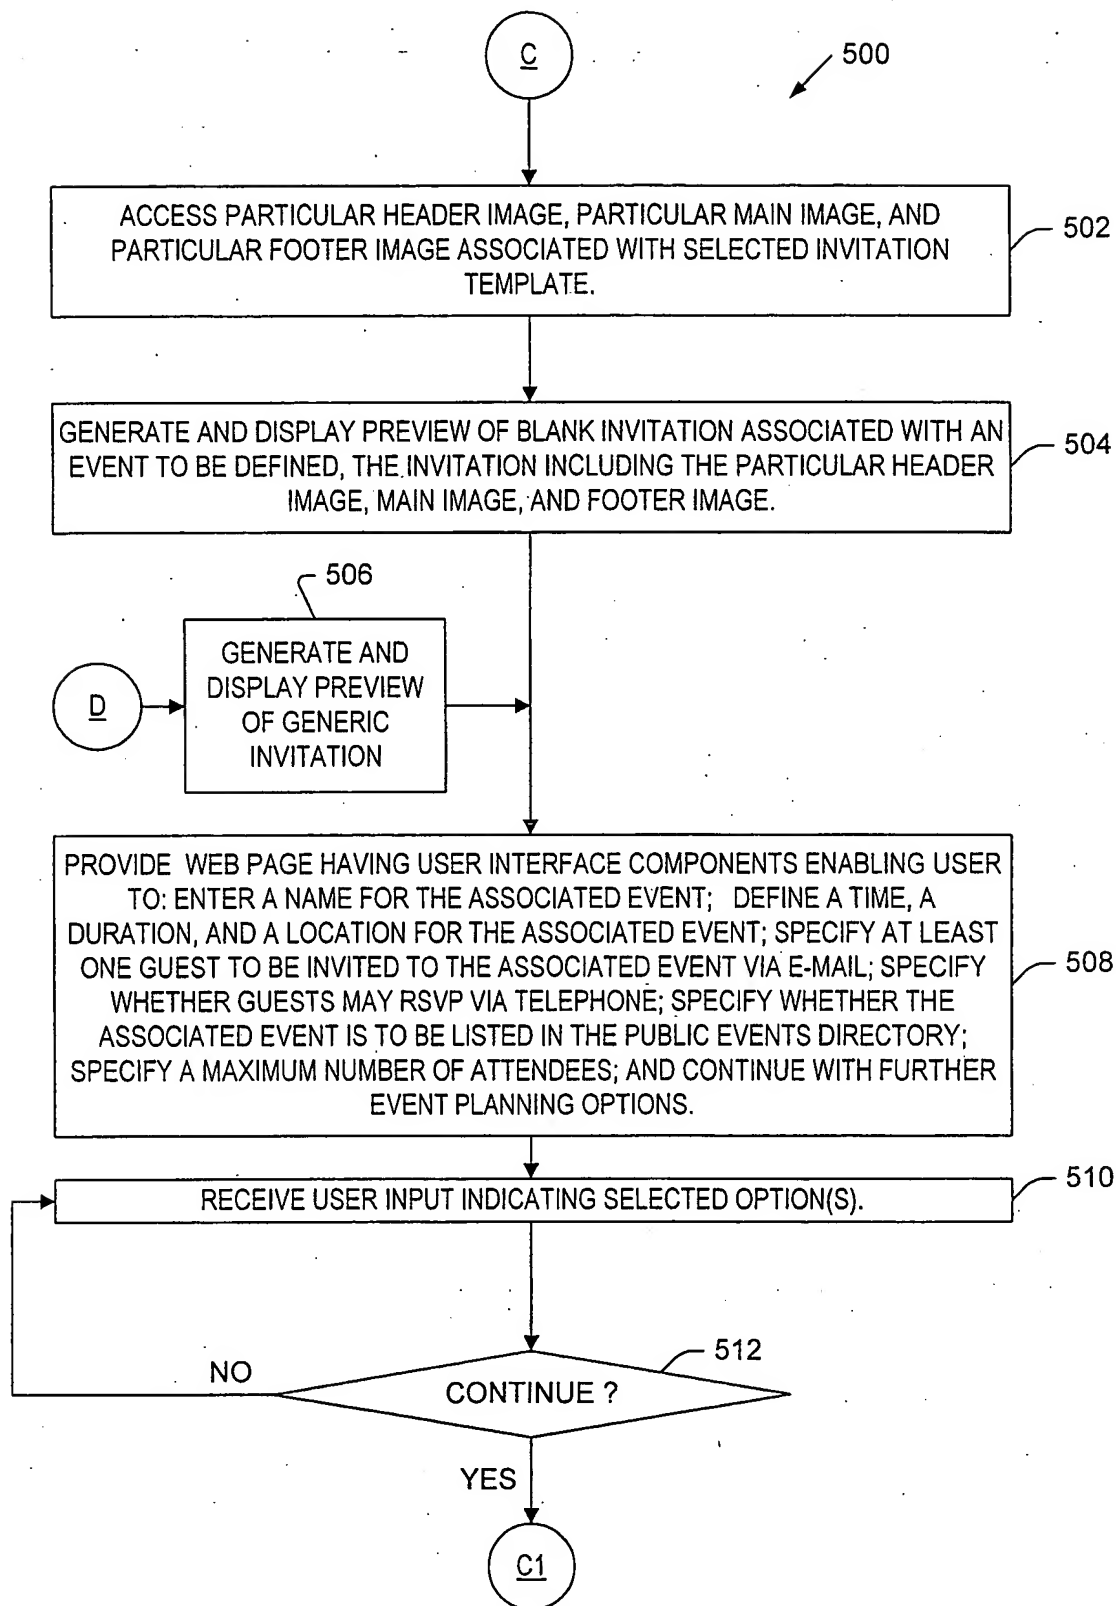 C
500
ACCESS PARTICULAR HEADER IMAGE, PARTICULAR MAIN IMAGE, AND
PARTICULAR FOOTER IMAGE ASSOCIATED WITH SELECTED INVITATION
TEMPLATE.
502
GENERATE AND DISPLAY PREVIEW OF BLANK INVITATION ASSOCIATED WITH AN
EVENT TO BE DEFINED, THE INVITATION INCLUDING THE PARTICULAR HEADER
IMAGE, MAIN IMAGE, AND FOOTER IMAGE.
504
506
D
GENERATE AND
DISPLAY PREVIEW
OF GENERIC
INVITATION
PROVIDE WEB PAGE HAVING USER INTERFACE COMPONENTS ENABLING USER
TO: ENTER A NAME FOR THE ASSOCIATED EVENT; DEFINE A TIME, A
DURATION, AND A LOCATION FOR THE ASSOCIATED EVENT; SPECIFY AT LEAST
ONE GUEST TO BE INVITED TO THE ASSOCIATED EVENT VIA E-MAIL; SPECIFY
WHETHER GUESTS MAY RSVP VIA TELEPHONE; SPECIFY WHETHER THE
ASSOCIATED EVENT IS TO BE LISTED IN THE PUBLIC EVENTS DIRECTORY;
SPECIFY A MAXIMUM NUMBER OF ATTENDEES; AND CONTINUE WITH FURTHER
EVENT PLANNING OPTIONS.
508
RECEIVE USER INPUT INDICATING SELECTED OPTION(S).
510
512
NO
CONTINUE ?
YES
C1